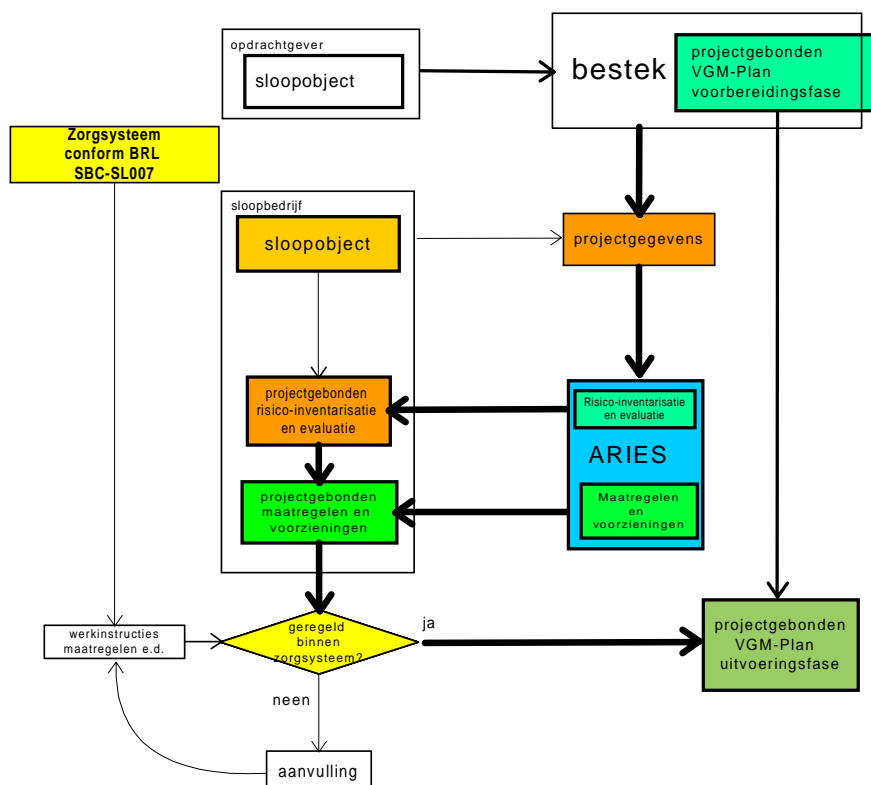 opdrachtgever
sloopobject
bestek
projectgebonden
VGM-Plan
voorbereidingsfase
Zorgsysteem
conform BRL
SBC-SL007
sloopbedrijf
sloopobject
projectgegevens
projectgebonden
risico-inventarisatie
en evaluatie
Risico-inventarisatie
en evaluatie
ARIES
projectgebonden
maatregelen en
voorzieningen
Maatregelen
en
voorzieningen
werkinstructies
maatregelen e.d.
geregeld
binnen
zorgsysteem?
ja
projectgebonden
VGM-Plan
uitvoeringsfase
neen
aanvulling